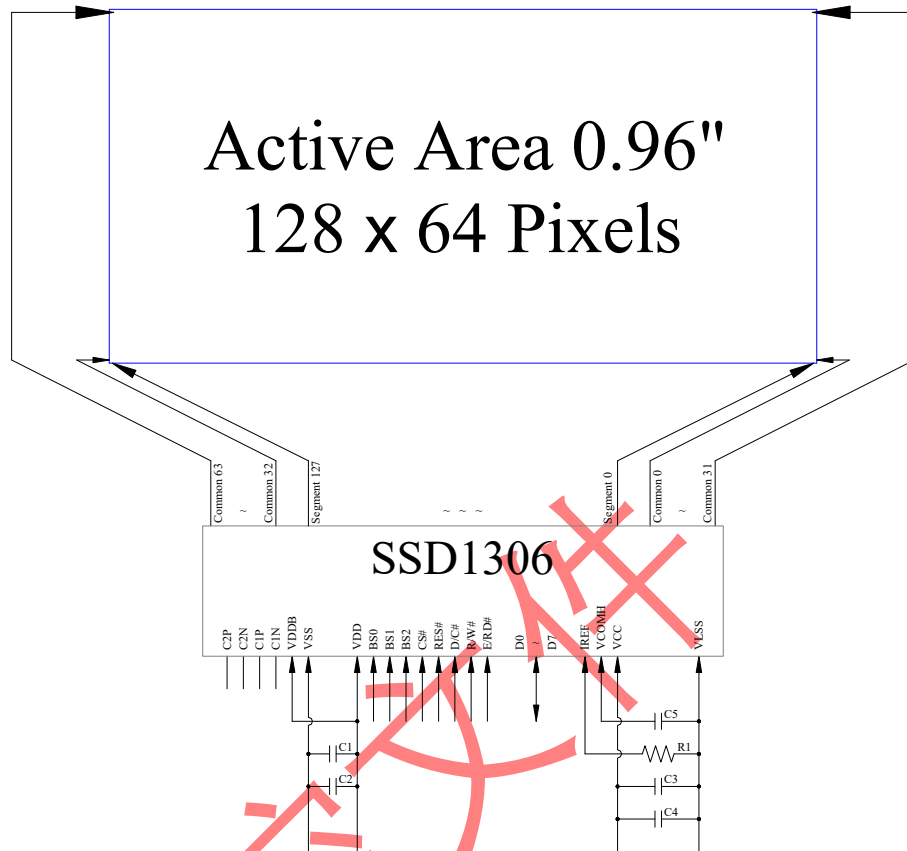 Active Area 0.96"
128 x 64 Pixels
Common 63
~
Common 32
Segment 127
~ ~ ~
Segment 0
Common 0
~
Common 31
SSD1306
C2P
C2N
C1P
C1N
VDDB
VSS
VDD
BS0
BS1
BS2
CS#
RES#
D/C#
R/W#
E/RD#
D0
~
D7
IREF
VCOMH
VCC
VLSS
C5
C1
R1
C2
C3
C4
文件